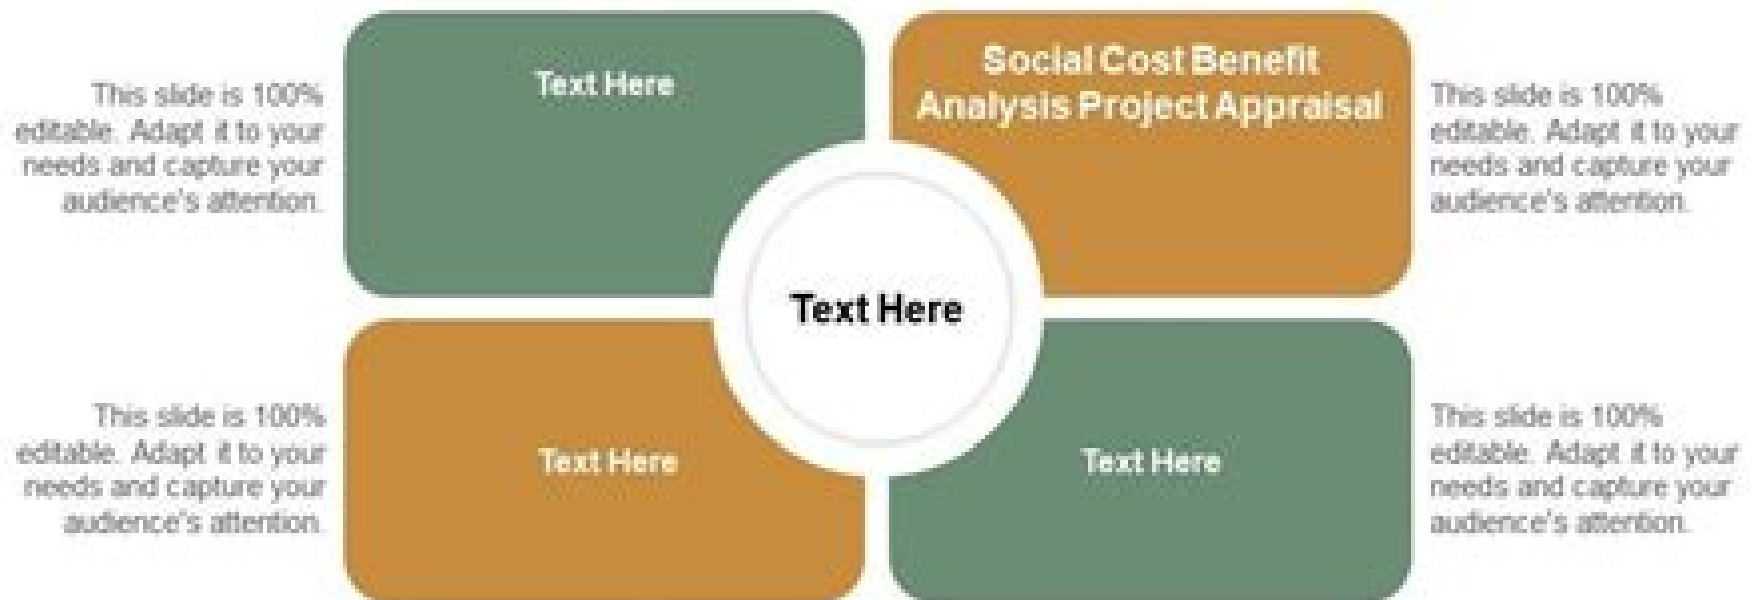 Text Here
Social Cost Benefit
Analysis Project Appraisal
This slide is 100%
editable. Adapt it to your
needs and capture your
audience's attention.
This slide is 100%
editable. Adapt it to your
needs and capture your
audience's attention.
Text Here
Text Here
Text Here
This slide is 100%
editable. Adapt it to your
needs and capture your
audience's attention.
This slide is 100%
editable. Adapt it to your
needs and capture your
audience's attention.